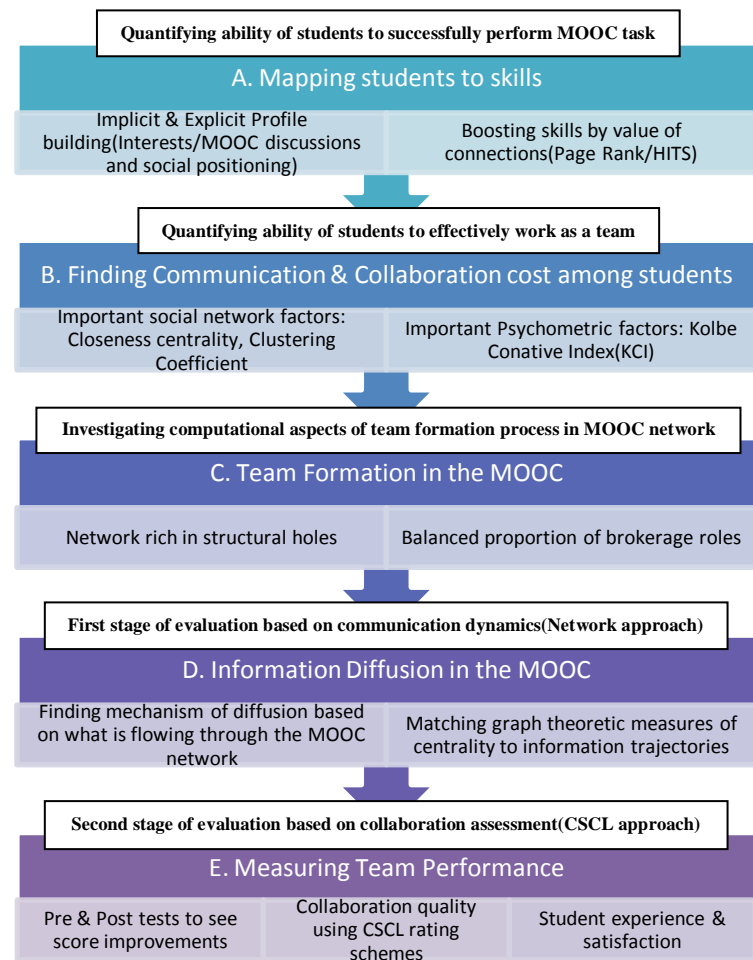 Quantifying ability of students to successfully perform MOOC task
A. Mapping students to skills
Implicit & Explicit Profile
building(Interests/MOOC discussions
and social positioning)
Boosting skills by value of
connections(Page Rank/HITS)
Quantifying ability of students to effectively work as a team
B. Finding Communication & Collaboration cost among students
Important social network factors:
Closeness centrality, Clustering
Coefficient
Important Psychometric factors: Kolbe
Conative Index(KCI)
Investigating computational aspects of team formation process in MOOC network
C. Team Formation in the MOOC
Network rich in structural holes
Balanced proportion of brokerage roles
First stage of evaluation based on communication dynamics(Network approach)
D. Information Diffusion in the MOOC
Finding mechanism of diffusion based
on what is flowing through the MOOC
network
Matching graph theoretic measures of
centrality to information trajectories
Second stage of evaluation based on collaboration assessment(CSCL approach)
E. Measuring Team Performance
Pre & Post tests to see
score improvements
Collaboration quality
using CSCL rating
schemes
Student experience &
satisfaction